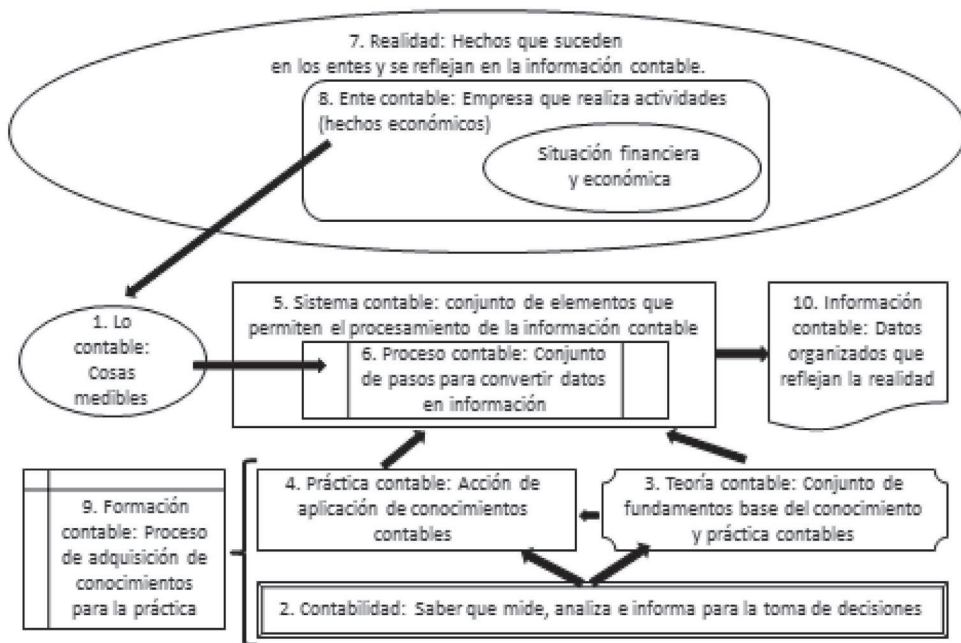 7. Realidad: Hechos que suceden
en los entes y se reflejan en la información contable.
8. Ente contable: Empresa que realiza actividades
(hechos económicos)
Situación financiera
y económica
1. Lo
contable:
Cosas
medibles
5. Sistema contable: conjunto de elementos que
permiten el procesamiento de la información contable
6. Proceso contable: Conjunto
de pasos para convertir datos
en información
10. Información
contable: Datos
organizados que
reflejan la realidad
9. Formación
contable: Proceso
de adquisición de
conocimientos
para la práctica
4. Práctica contable: Acción de
aplicación de conocimientos
contables
3. Teoría contable: Conjunto de
fundamentos base del conocimiento
y práctica contables
2. Contabilidad: Saber que mide, analiza e informa para la toma de decisiones